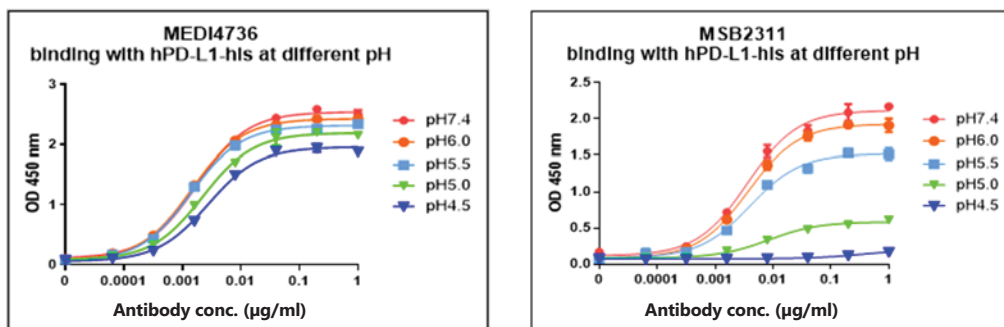 MEDI4736
binding with hPD-L1-his at different pH
3
2
1
0
OD 450 nm
0 0.0001 0.001 0.01 0.1 1
Antibody conc. (µg/ml)
pH7.4
pH6.0
pH5.5
pH5.0
pH4.5
MSB2311
binding with hPD-L1-his at different pH
2.5
2.0
1.5
1.0
0.5
0.0
OD 450 nm
0 0.0001 0.001 0.01 0.1 1
Antibody conc. (µg/ml)
pH7.4
pH6.0
pH5.5
pH5.0
pH4.5